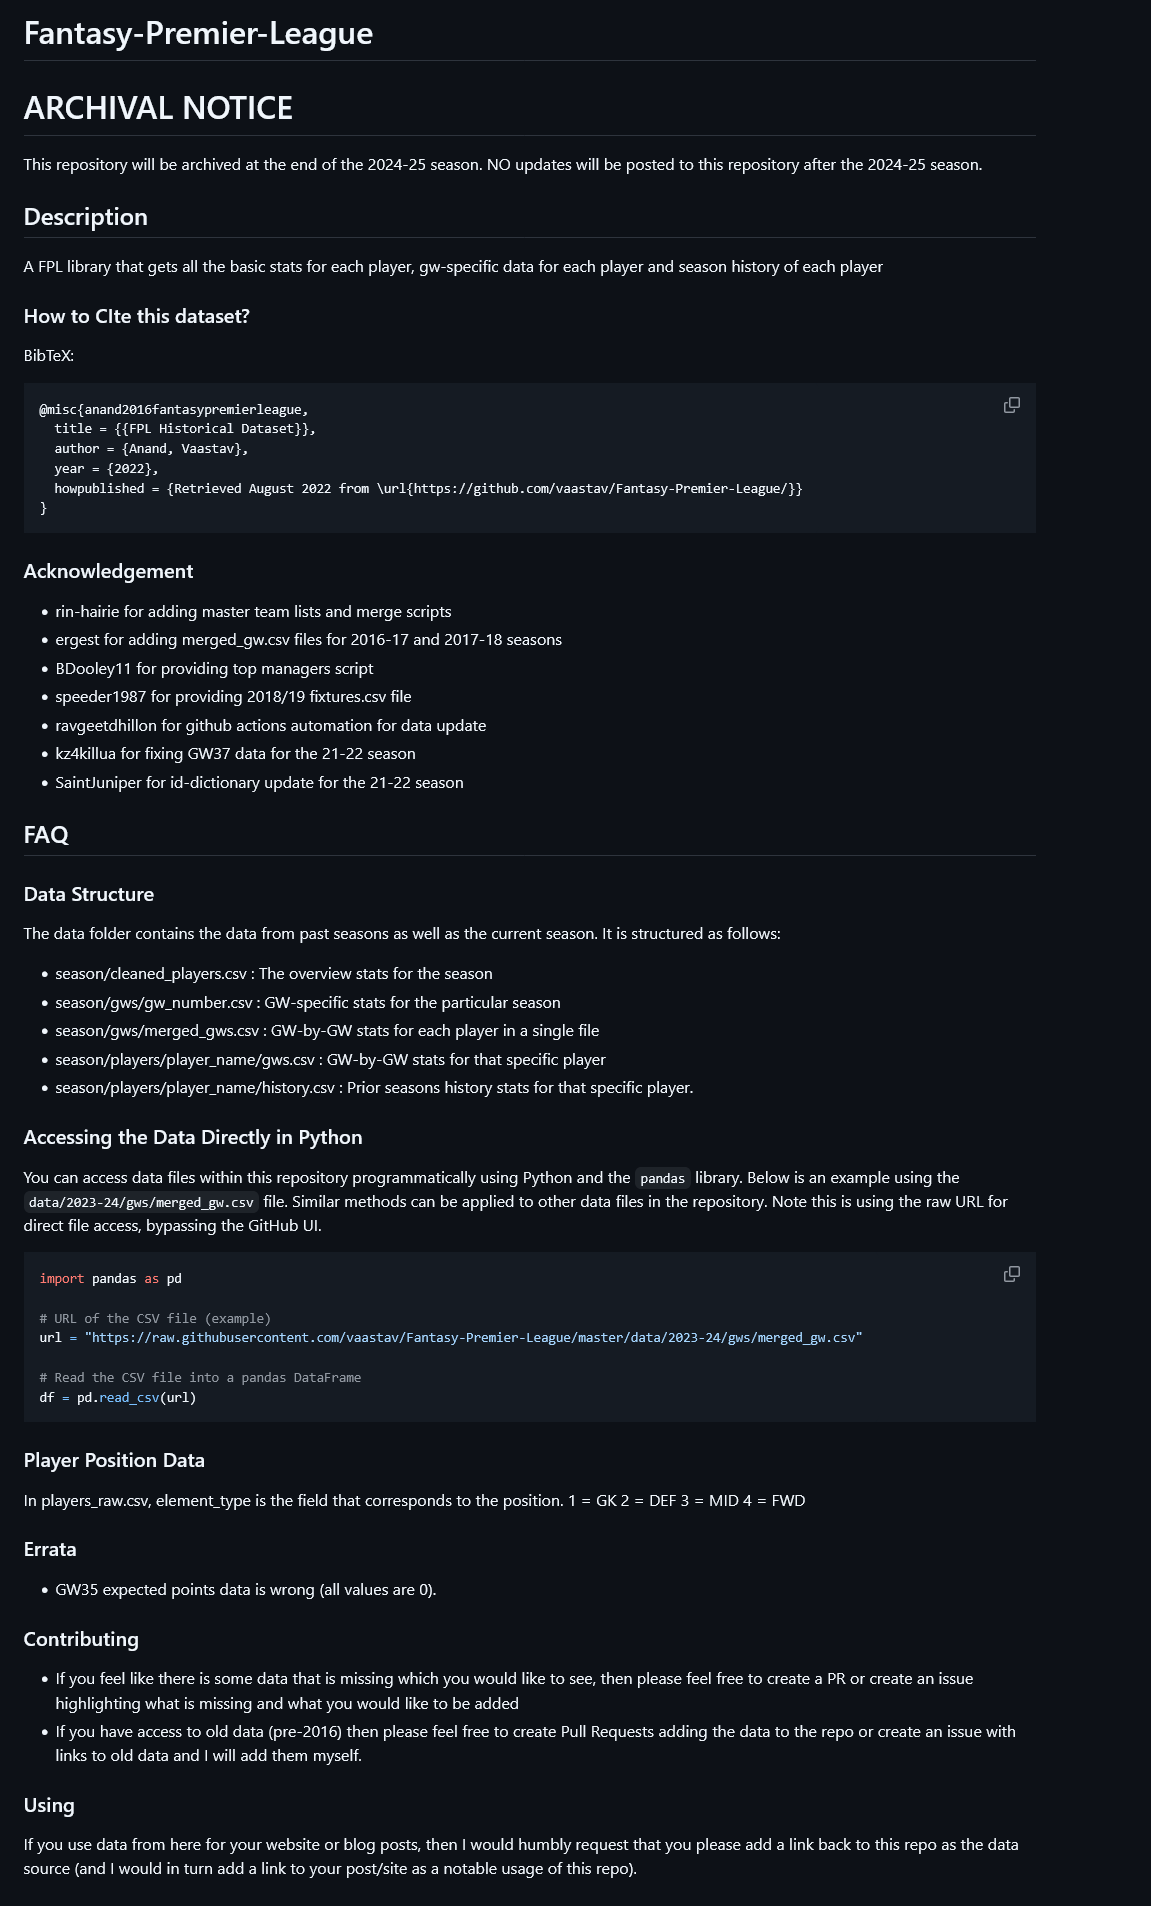 Fantasy-Premier-League
ARCHIVAL NOTICE
This repository will be archived at the end of the 2024-25 season. NO updates will be posted to this repository after the 2024-25 season.
Description
A FPL library that gets all the basic stats for each player, gw-specific data for each player and season history of each player
How to CIte this dataset?
BibTeX:
@misc{anand2016fantasypremierleague,
  title = {{FPL Historical Dataset}},
  author = {Anand, Vaastav},
  year = {2022},
  howpublished = {Retrieved August 2022 from \url{https://github.com/vaastav/Fantasy-Premier-League/}}
}
Acknowledgement
• rin-hairie for adding master team lists and merge scripts
• ergest for adding merged_gw.csv files for 2016-17 and 2017-18 seasons
• BDooley11 for providing top managers script
• speeder1987 for providing 2018/19 fixtures.csv file
• ravgeetdhillon for github actions automation for data update
• kz4killua for fixing GW37 data for the 21-22 season
• SaintJuniper for id-dictionary update for the 21-22 season
FAQ
Data Structure
The data folder contains the data from past seasons as well as the current season. It is structured as follows:
• season/cleaned_players.csv : The overview stats for the season
• season/gws/gw_number.csv : GW-specific stats for the particular season
• season/gws/merged_gws.csv : GW-by-GW stats for each player in a single file
• season/players/player_name/gws.csv : GW-by-GW stats for that specific player
• season/players/player_name/history.csv : Prior seasons history stats for that specific player.
Accessing the Data Directly in Python
You can access data files within this repository programmatically using Python and the pandas library. Below is an example using the
data/2023-24/gws/merged_gw.csv file. Similar methods can be applied to other data files in the repository. Note this is using the raw URL for
direct file access, bypassing the GitHub UI.
import pandas as pd
# URL of the CSV file (example)
url = "https://raw.githubusercontent.com/vaastav/Fantasy-Premier-League/master/data/2023-24/gws/merged_gw.csv"
# Read the CSV file into a pandas DataFrame
df = pd.read_csv(url)
Player Position Data
In players_raw.csv, element_type is the field that corresponds to the position. 1 = GK 2 = DEF 3 = MID 4 = FWD
Errata
• GW35 expected points data is wrong (all values are 0).
Contributing
• If you feel like there is some data that is missing which you would like to see, then please feel free to create a PR or create an issue
highlighting what is missing and what you would like to be added
• If you have access to old data (pre-2016) then please feel free to create Pull Requests adding the data to the repo or create an issue with
links to old data and I will add them myself.
Using
If you use data from here for your website or blog posts, then I would humbly request that you please add a link back to this repo as the data
source (and I would in turn add a link to your post/site as a notable usage of this repo).